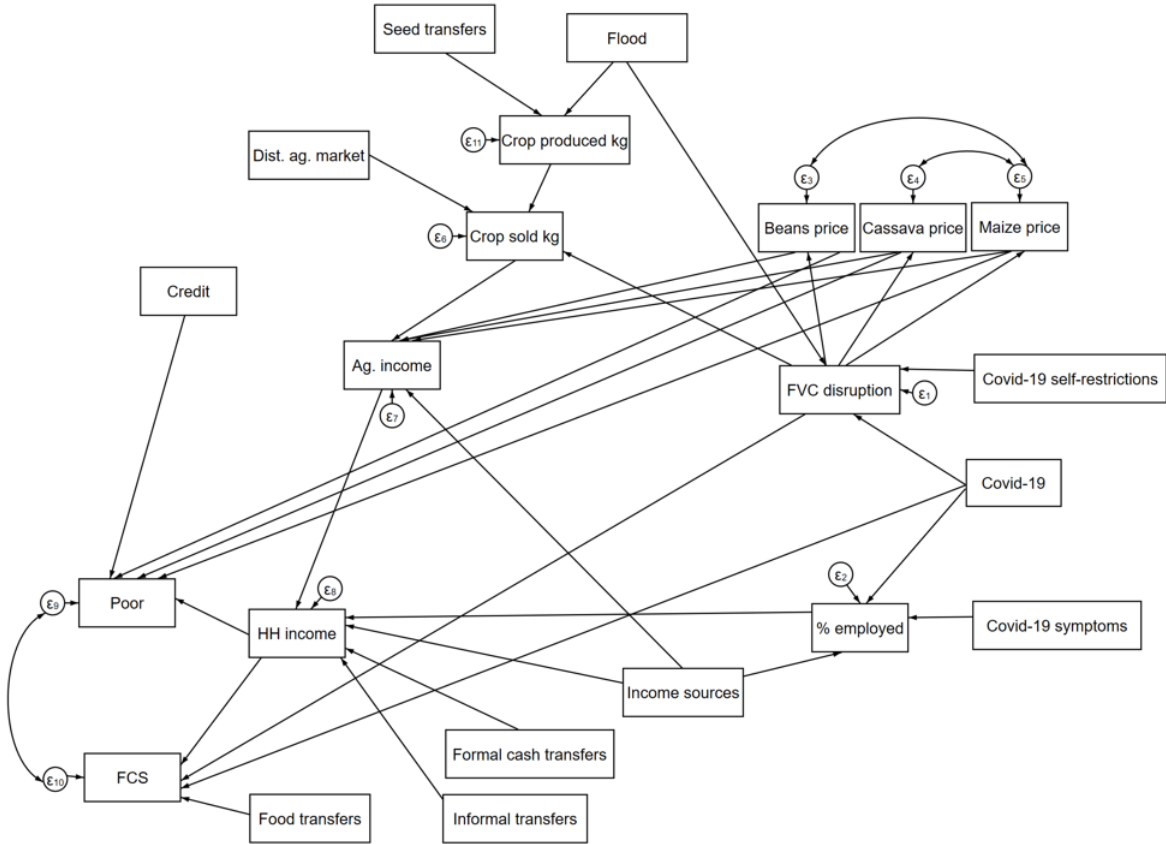 Seed transfers
Flood
ε11
Crop produced kg
Dist. ag. market
ε3
ε4
ε5
ε6
Crop sold kg
Beans price
Cassava price
Maize price
Credit
Ag. income
ε7
FVC disruption
ε1
Covid-19 self-restrictions
Covid-19
ε9
Poor
ε8
HH income
ε2
% employed
Covid-19 symptoms
Income sources
Formal cash transfers
ε10
FCS
Food transfers
Informal transfers